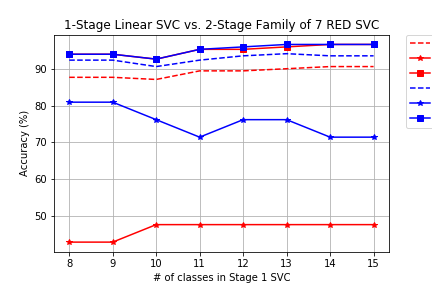 1-Stage Linear SVC vs. 2-Stage Family of 7 RED SVC
Accuracy (%)
90
80
70
60
50
8 9 10 11 12 13 14 15
# of classes in Stage 1 SVC